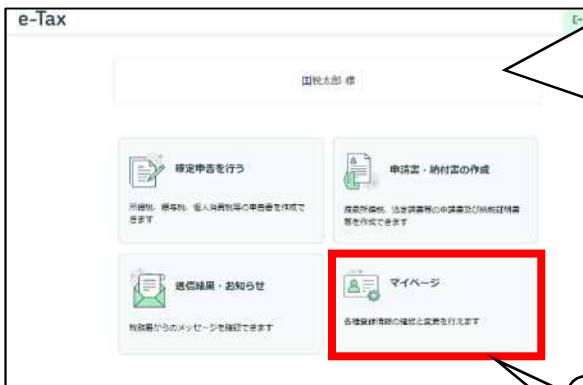 e-Tax
国税太郎 様
確定申告を行う
所得税、贈与税、個人消費税等の申告書を作成で
きます
申請書・納付書の作成
源泉所得税、法定調書等の申請書及び納税証明書
等を作成できます
送信結果・お知らせ
税務署からのメッセージを確認できます
マイページ
各種登録情報の確認と変更を行えます